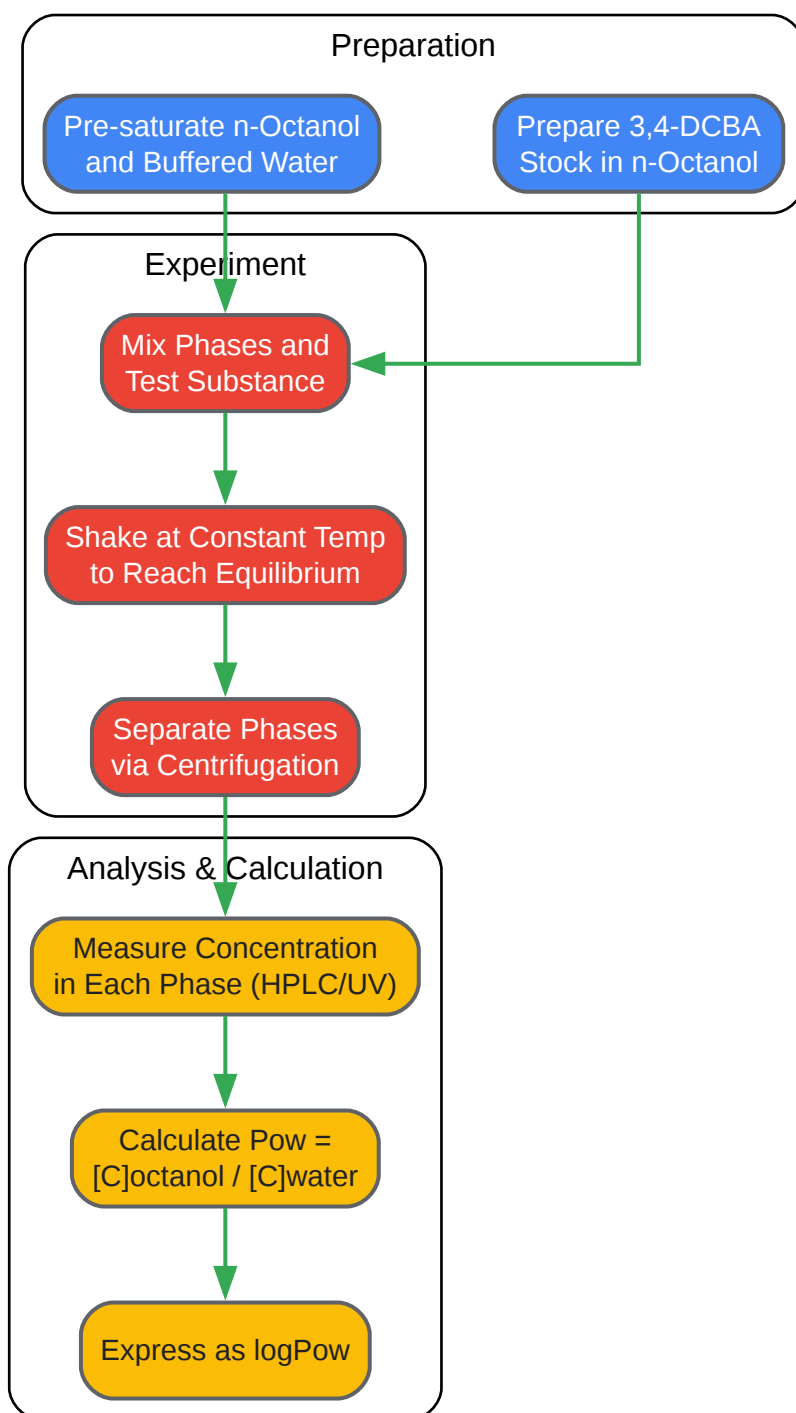 Preparation
Pre-saturate n-Octanol
and Buffered Water
Prepare 3,4-DCBA
Stock in n-Octanol
Experiment
Mix Phases and
Test Substance
Shake at Constant Temp
to Reach Equilibrium
Separate Phases
via Centrifugation
Analysis & Calculation
Measure Concentration
in Each Phase (HPLC/UV)
Calculate Pow =
[C]octanol / [C]water
Express as logPow